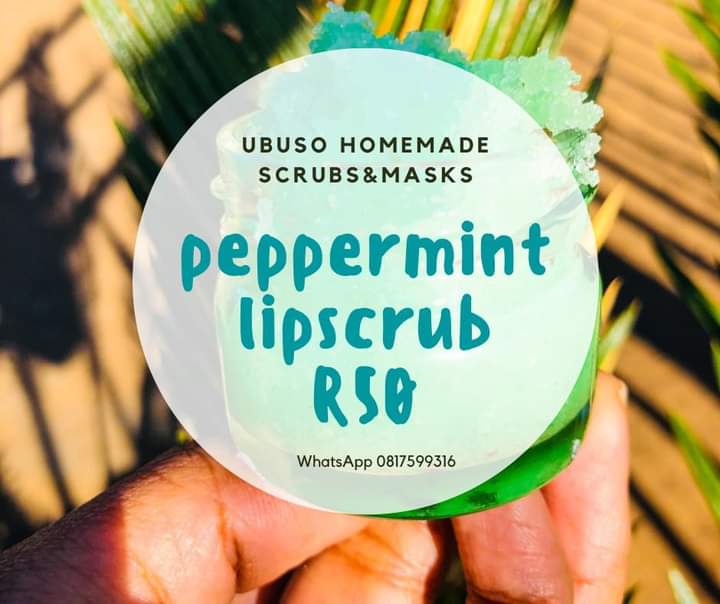 UBUSO HOMEMADE
SCRUBS&MASKS
peppermint
lipscrub
R50
WhatsApp 0817599316